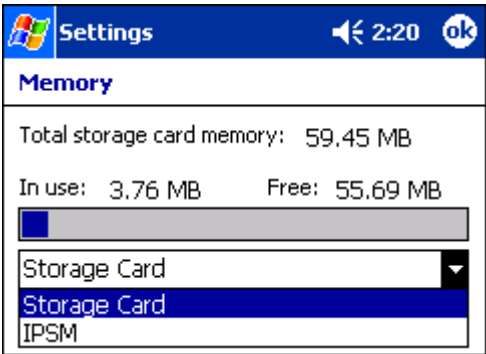 Settings 2:20 ok
Memory
Total storage card memory: 59.45 MB
In use: 3.76 MB Free: 55.69 MB
Storage Card
Storage Card
IPSM